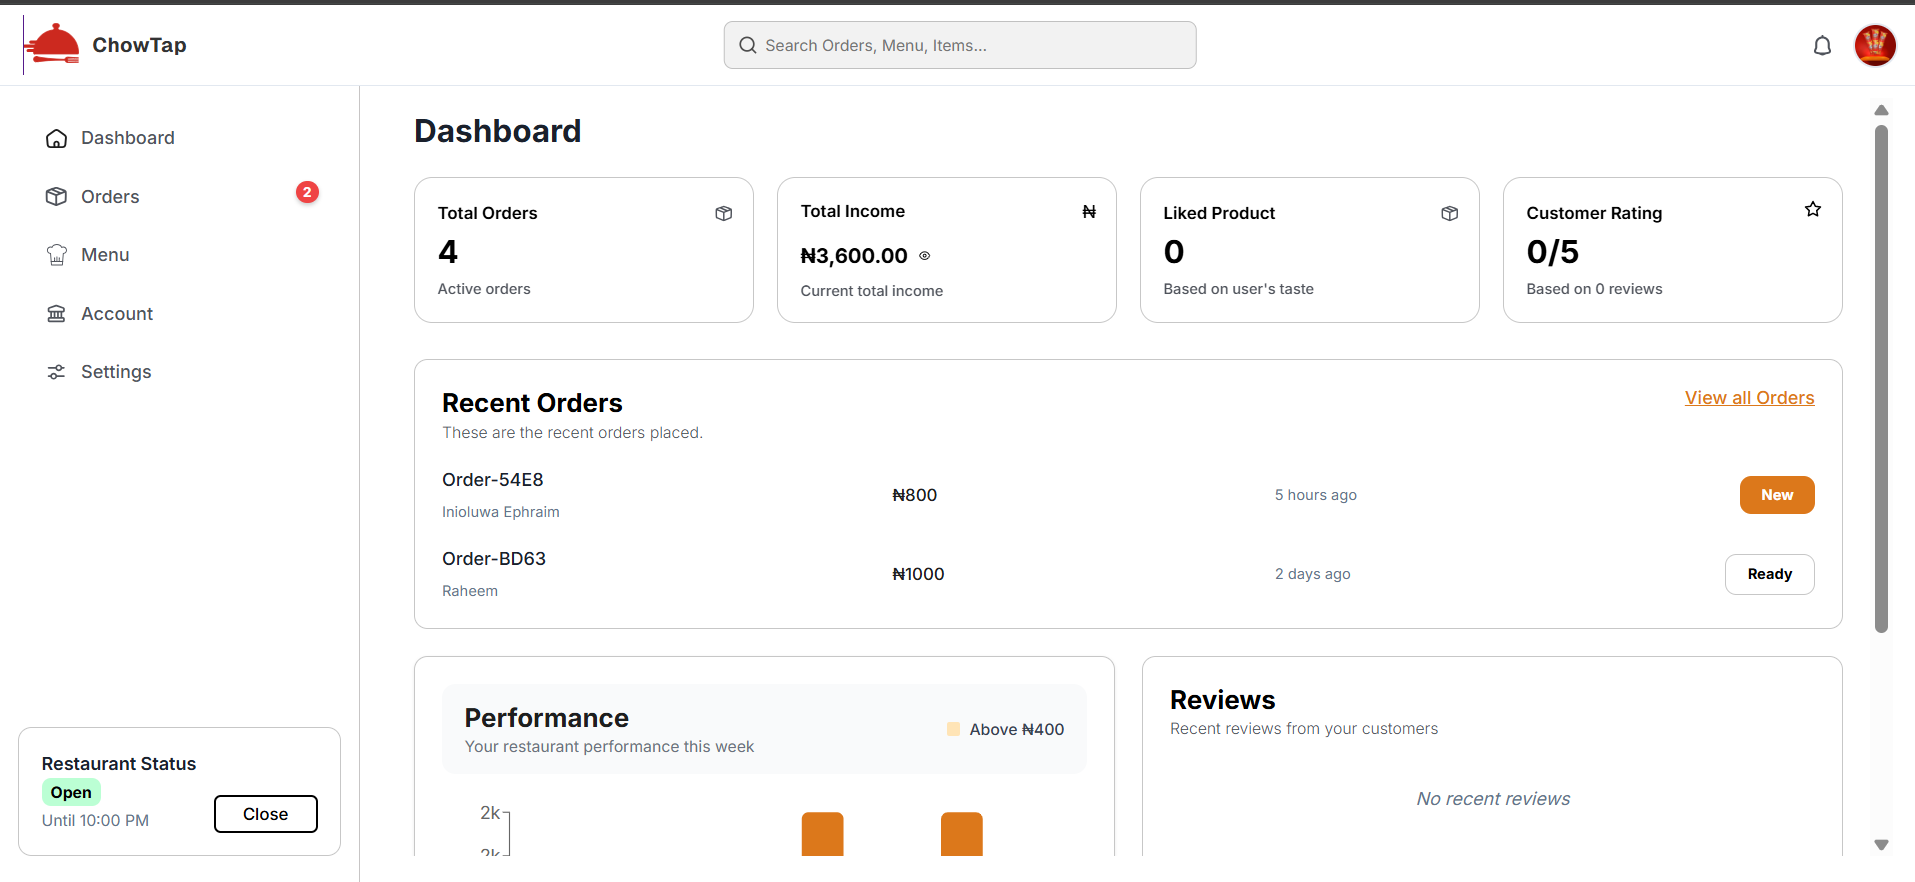 ChowTap
Search Orders, Menu, Items...
Dashboard
Orders
2
Menu
Account
Settings
Restaurant Status
Open
Until 10:00 PM
Close
Dashboard
Total Orders
4
Active orders
Total Income
₦
₦3,600.00
Current total income
Liked Product
0
Based on user's taste
Customer Rating
0/5
Based on 0 reviews
Recent Orders
View all Orders
These are the recent orders placed.
Order-54E8
Inioluwa Ephraim
₦800
5 hours ago
New
Order-BD63
Raheem
₦1000
2 days ago
Ready
Performance
Your restaurant performance this week
Above ₦400
2k
2k
Reviews
Recent reviews from your customers
No recent reviews